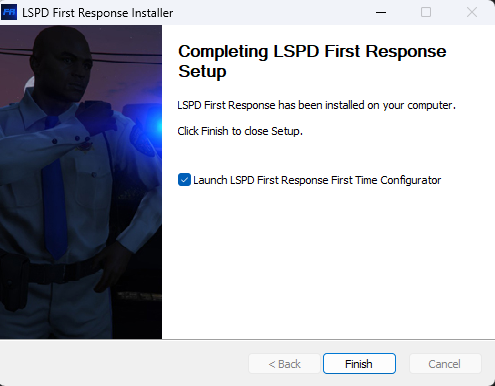 LSPD First Response Installer
Completing LSPD First Response
Setup
LSPD First Response has been installed on your computer.
Click Finish to close Setup.
Launch LSPD First Response First Time Configurator
< Back
Finish
Cancel